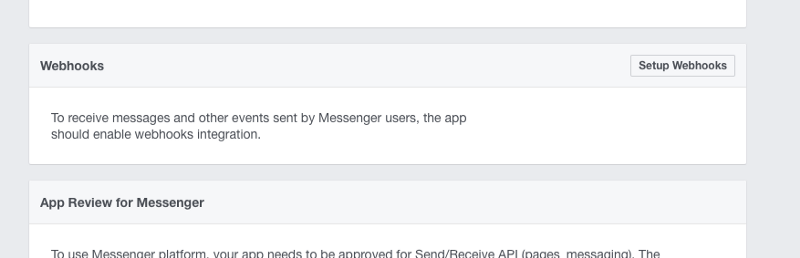 Webhooks
Setup Webhooks
To receive messages and other events sent by Messenger users, the app
should enable webhooks integration.
App Review for Messenger
To use Messenger platform, your app needs to be approved for Send/Receive API (pages_messaging). The